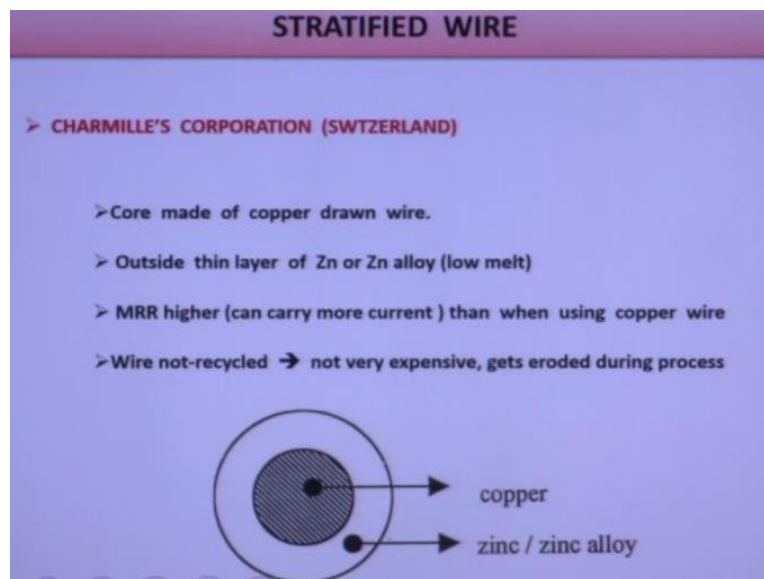 STRATIFIED WIRE
➢ CHARMILLE'S CORPORATION (SWTZERLAND)
➢Core made of copper drawn wire.
➢ Outside thin layer of Zn or Zn alloy (low melt)
➢ MRR higher (can carry more current ) than when using copper wire
➢Wire not-recycled ➔ not very expensive, gets eroded during process
copper
zinc / zinc alloy